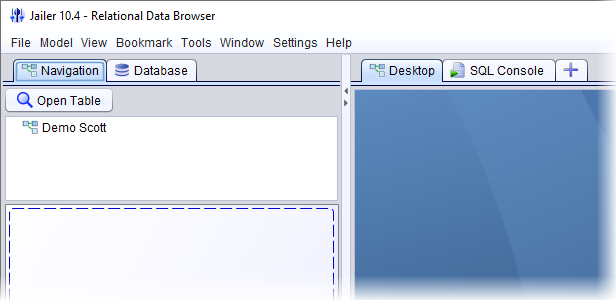 Jailer 10.4 - Relational Data Browser
File Model View Bookmark Tools Window Settings Help
Navigation Database Desktop SQL Console
Open Table
Demo Scott